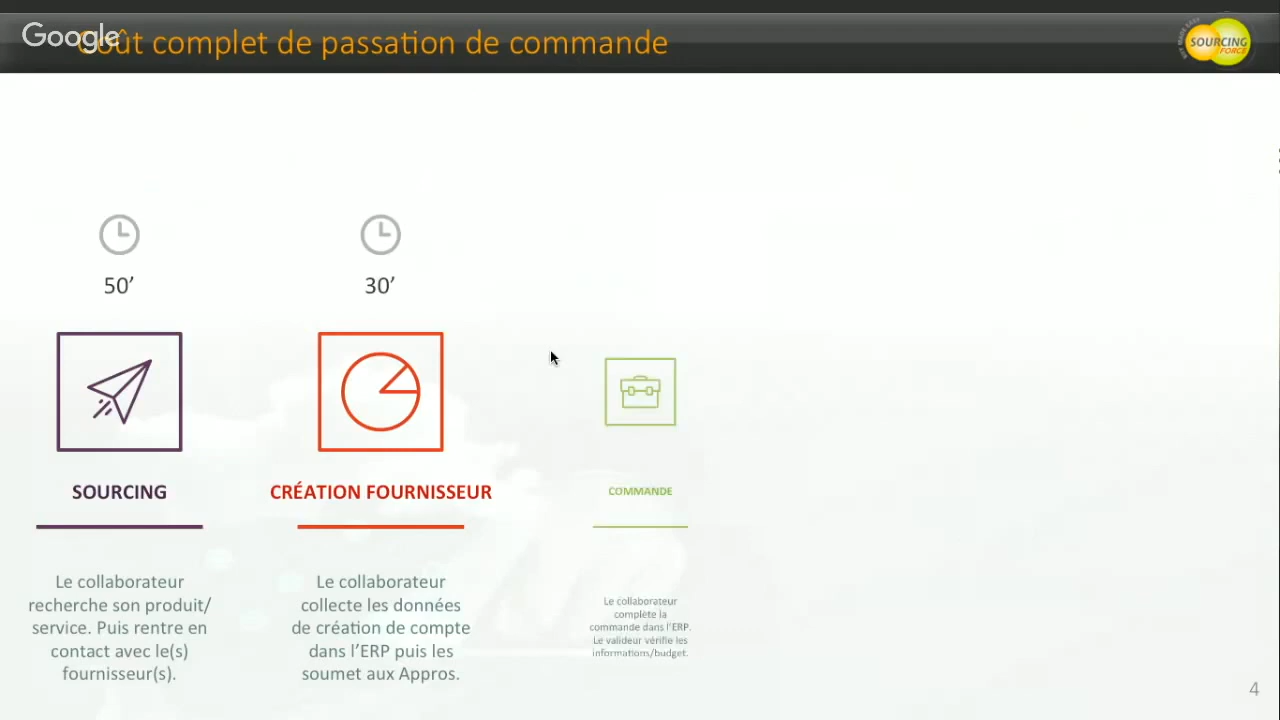 Google
Coût complet de passation de commande
SOURCING
FORCE
50’
30’
SOURCING
CRÉATION FOURNISSEUR
COMMANDE
Le collaborateur
recherche son produit/
service. Puis rentre en
contact avec le(s)
fournisseur(s).
Le collaborateur
collecte les données
de création de compte
dans l’ERP puis les
soumet aux Appros.
Le collaborateur
complète la
commande dans l’ERP.
Le valideur vérifie les
informations/budget.
4